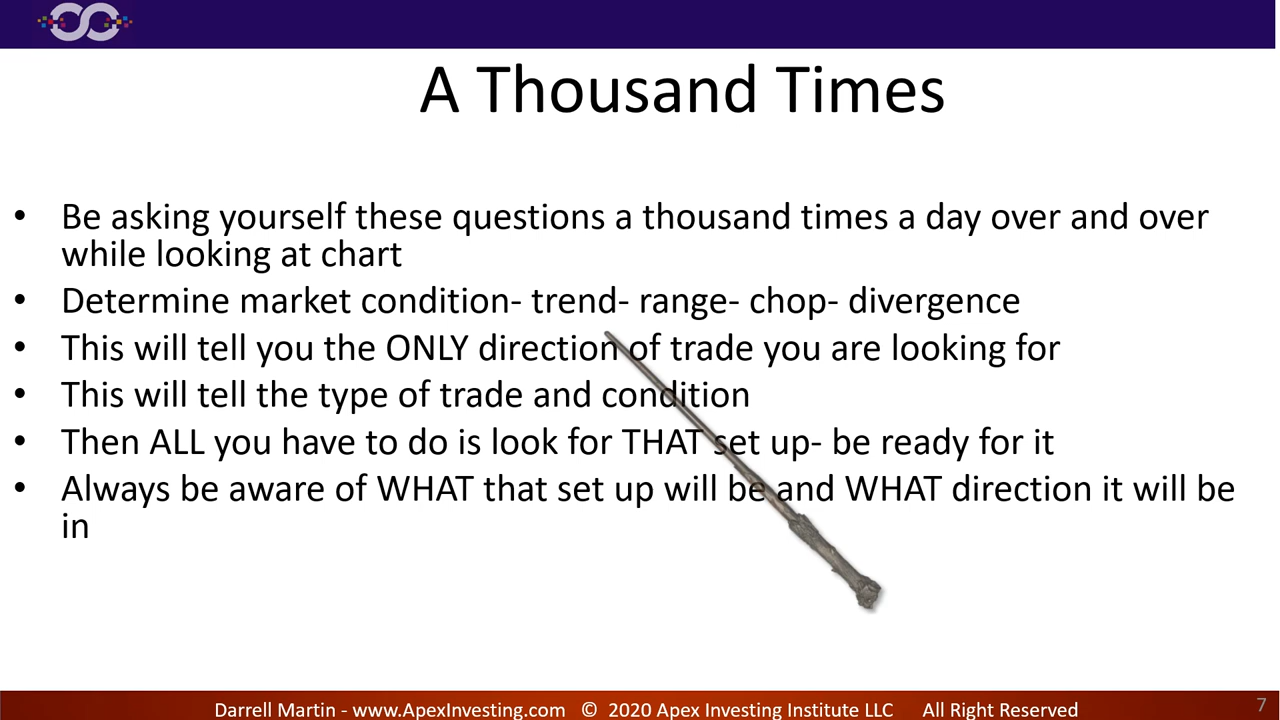 A Thousand Times
• Be asking yourself these questions a thousand times a day over and over
while looking at chart
• Determine market condition- trend- range- chop- divergence
• This will tell you the ONLY direction of trade you are looking for
• This will tell the type of trade and condition
• Then ALL you have to do is look for THAT set up- be ready for it
• Always be aware of WHAT that set up will be and WHAT direction it will be
in
Darrell Martin - www.ApexInvesting.com © 2020 Apex Investing Institute LLC All Right Reserved
7